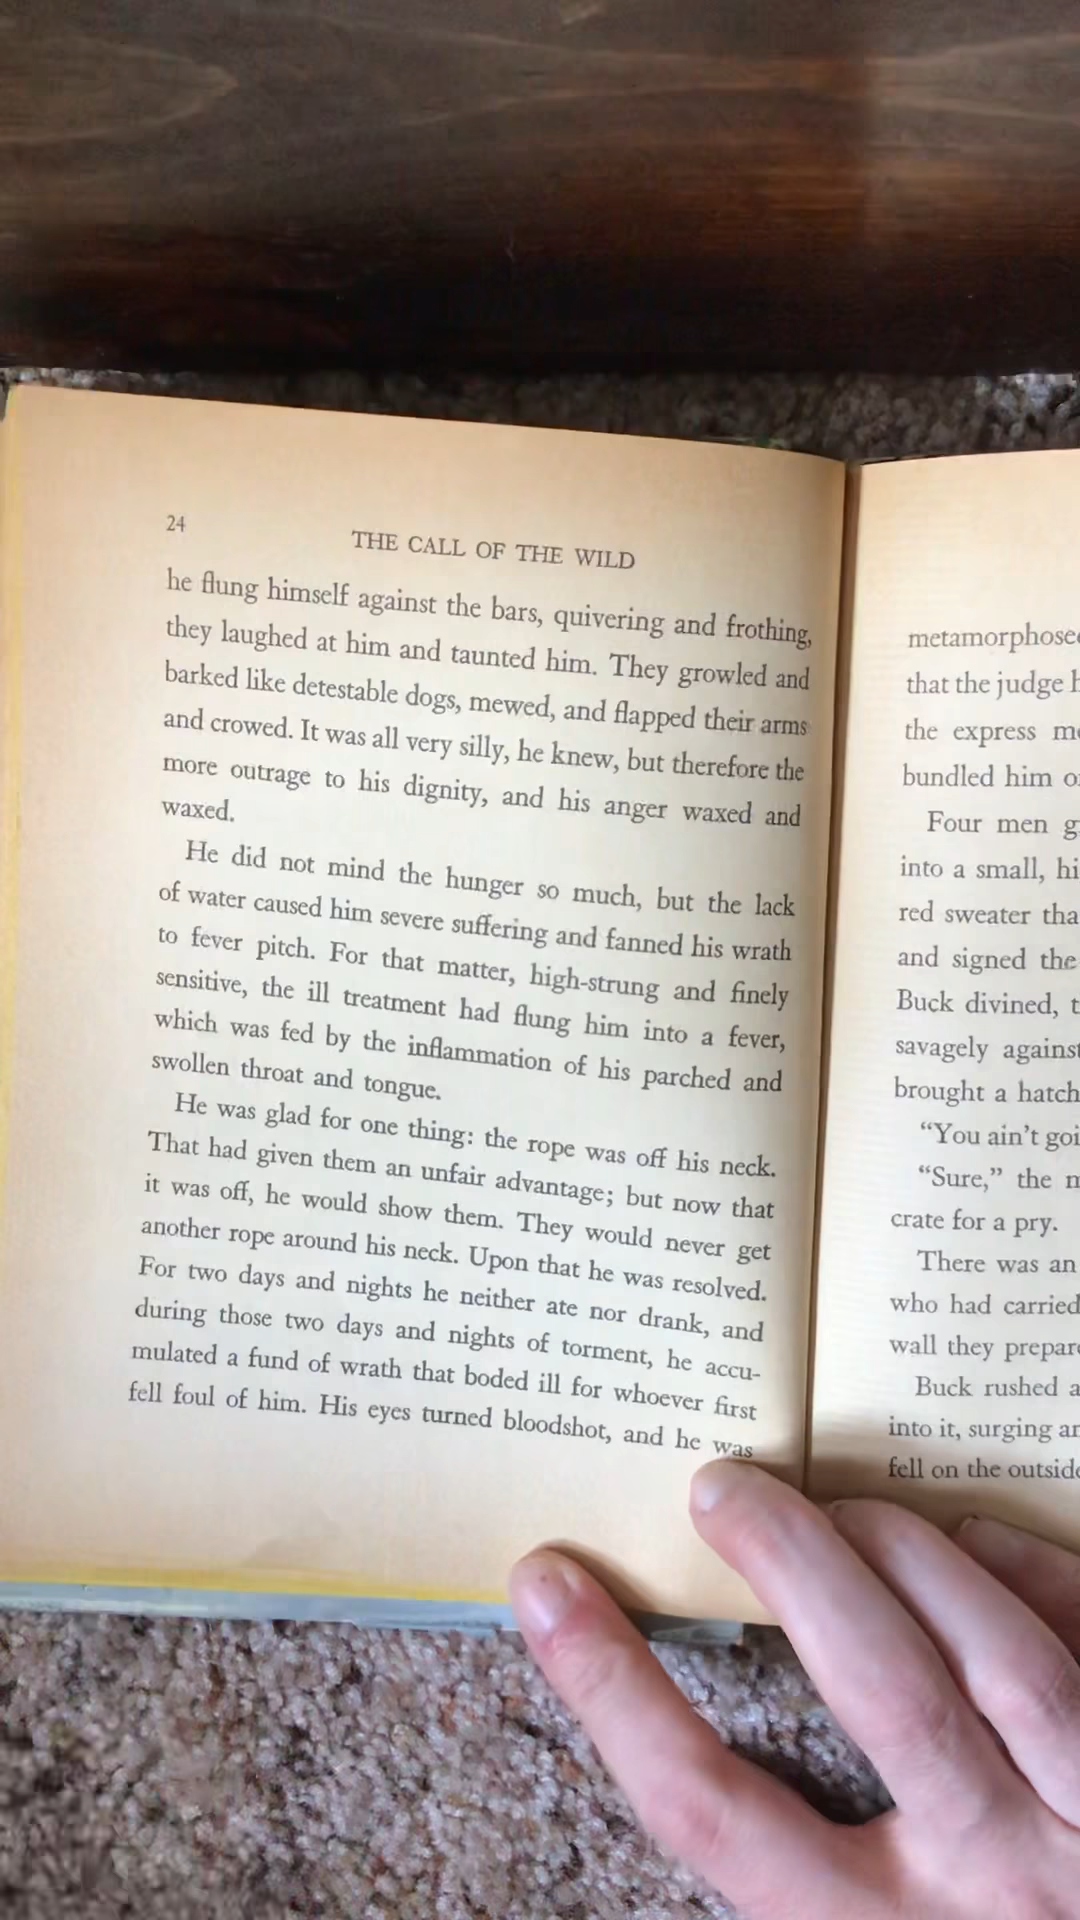 24
THE CALL OF THE WILD
he flung himself against the bars, quivering and frothing,
they laughed at him and taunted him. They growled and
barked like detestable dogs, mewed, and flapped their arms
and crowed. It was all very silly, he knew, but therefore the
more outrage to his dignity, and his anger waxed and
waxed.
He did not mind the hunger so much, but the lack
of water caused him severe suffering and fanned his wrath
to fever pitch. For that matter, high-strung and finely
sensitive, the ill treatment had flung him into a fever,
which was fed by the inflammation of his parched and
swollen throat and tongue.
He was glad for one thing: the rope was off his neck.
That had given them an unfair advantage; but now that
it was off, he would show them. They would never get
another rope around his neck. Upon that he was resolved.
For two days and nights he neither ate nor drank, and
during those two days and nights of torment, he accu-
mulated a fund of wrath that boded ill for whoever first
fell foul of him. His eyes turned bloodshot, and he was
that the judge
the express
bundled him
Four men
into a small,
red sweater
and signed the
Buck divined,
savagely against
brought a
“You ain’t
“Sure,” the
crate for a pry.
There was an
who had carried
wall they
Buck rushed
into it, surging
fell on the